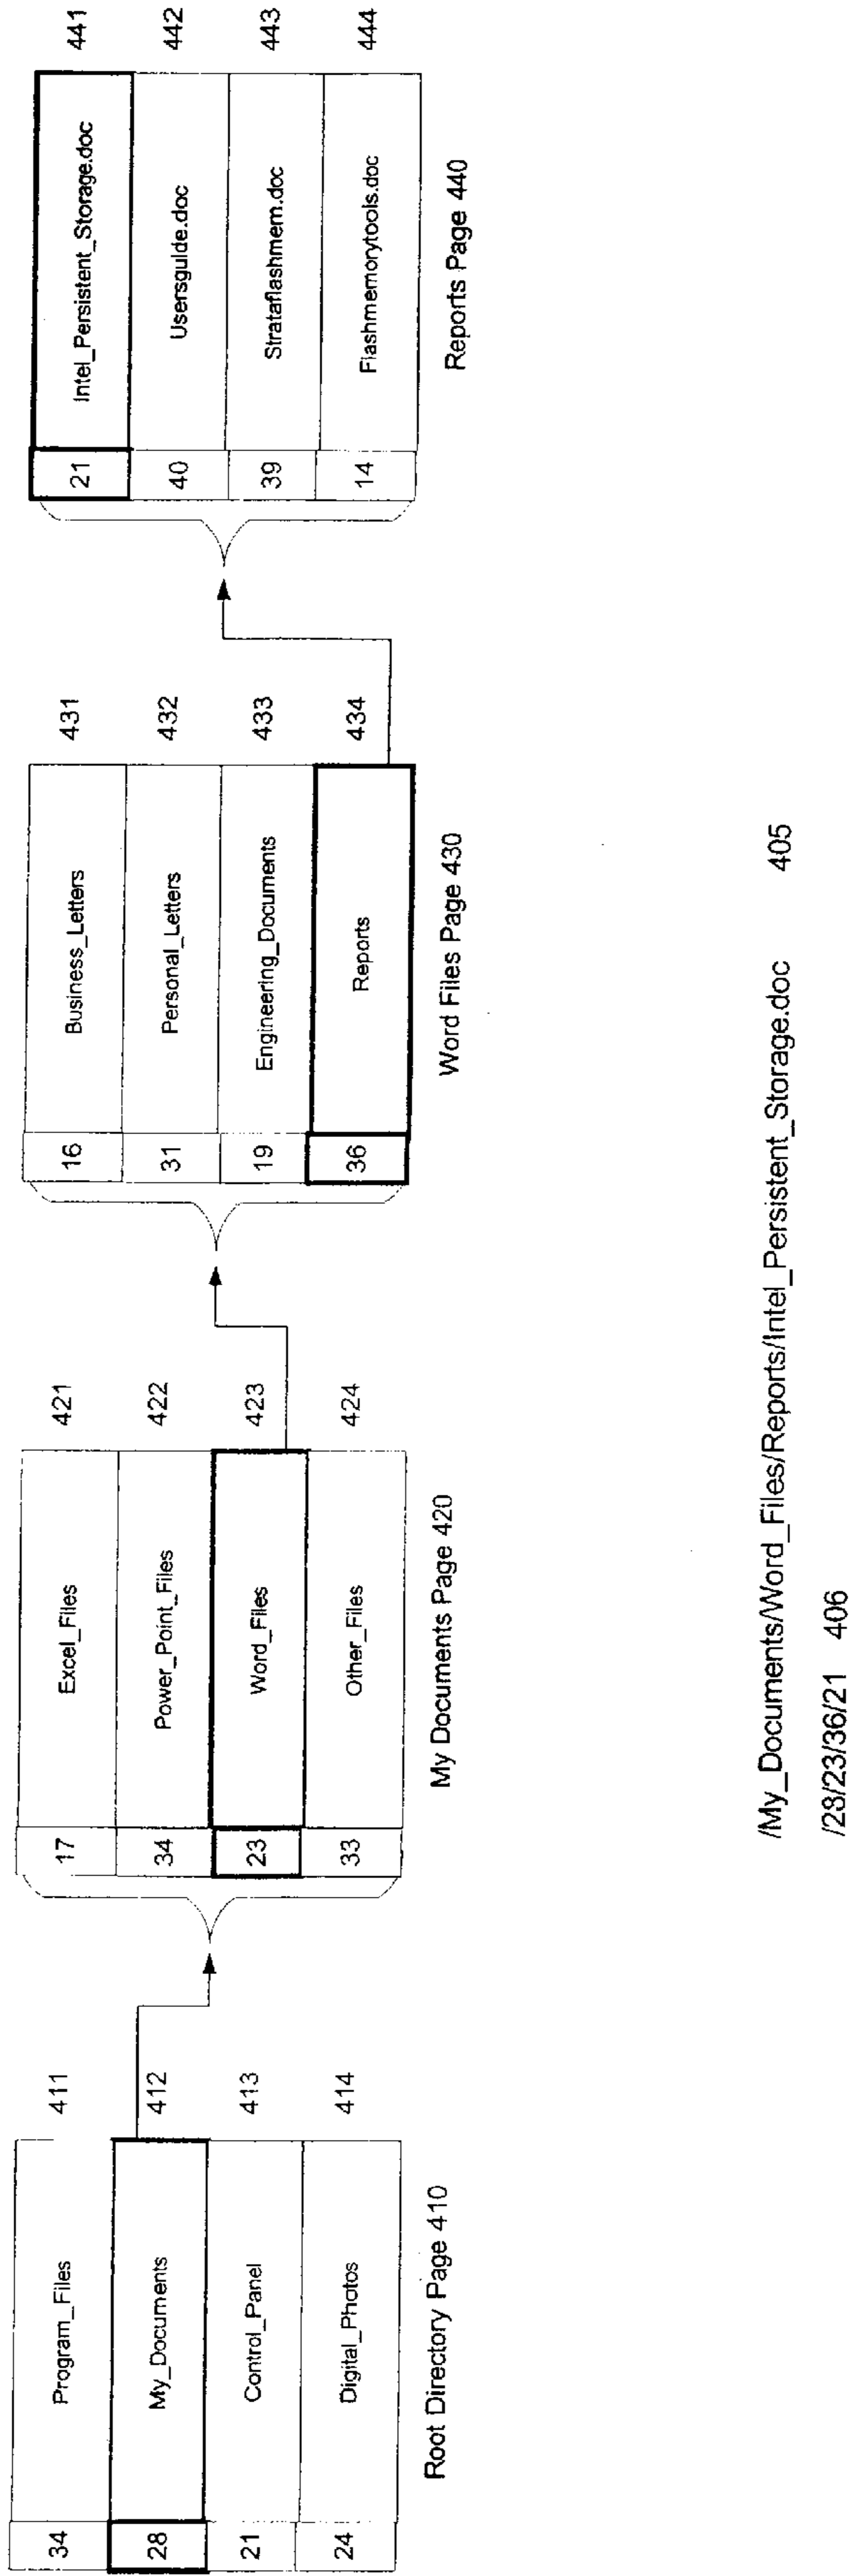 34 Program_Files 411
28 My_Documents 412
21 Control_Panel 413
24 Digital_Photos 414
Root Directory Page 410
17 Excel_Files 421
34 Power_Point_Files 422
23 Word_Files 423
33 Other_Files 424
My Documents Page 420
16 Business_Letters 431
31 Personal_Letters 432
19 Engineering_Documents 433
36 Reports 434
Word Files Page 430
21 Intel_Persistent_Storage.doc 441
40 Usersguide.doc 442
39 Strataflashmem.doc 443
14 Flashmemorytools.doc 444
Reports Page 440
/My_Documents/Word_Files/Reports/Intel_Persistent_Storage.doc 405
/28/23/36/21 406